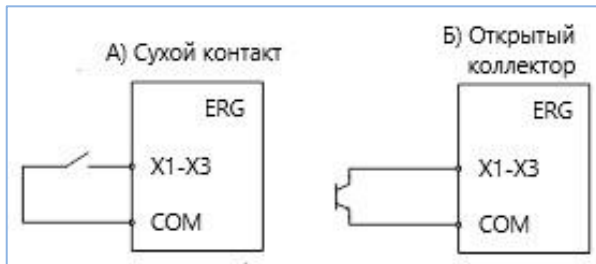 А) Сухой контакт
ERG
X1-X3
COM
Б) Открытый
коллектор
ERG
X1-X3
COM